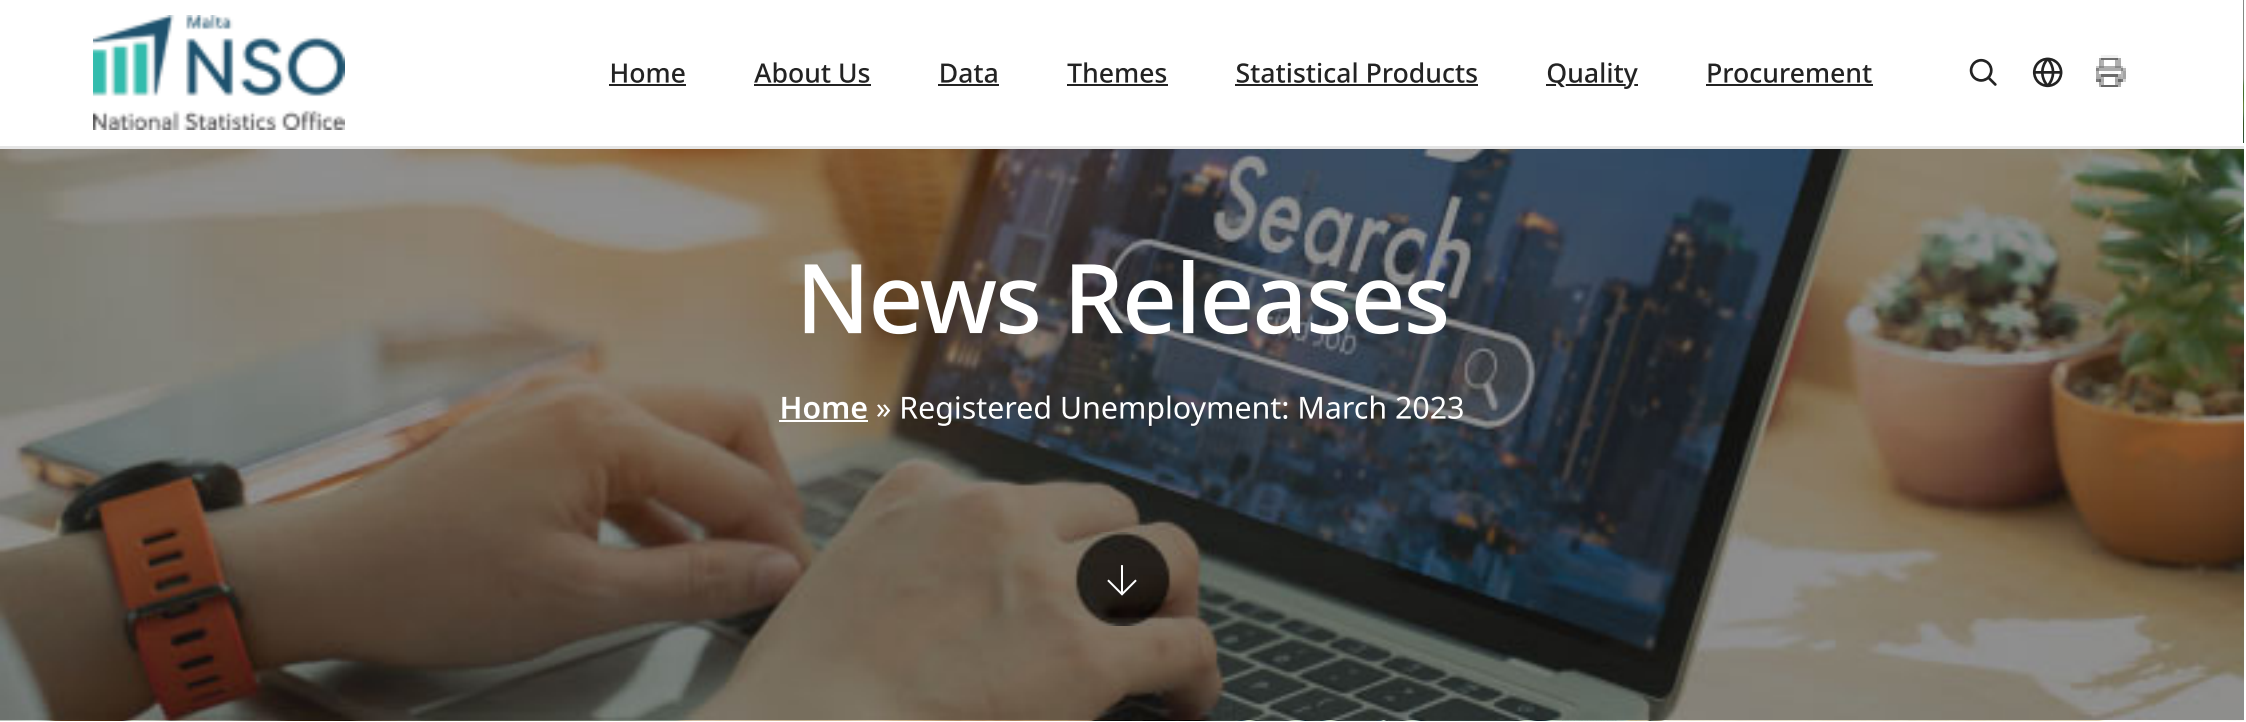 Malta
NSO
National Statistics Office
Home About Us Data Themes Statistical Products Quality Procurement
Search
News Releases
Job
Home » Registered Unemployment: March 2023